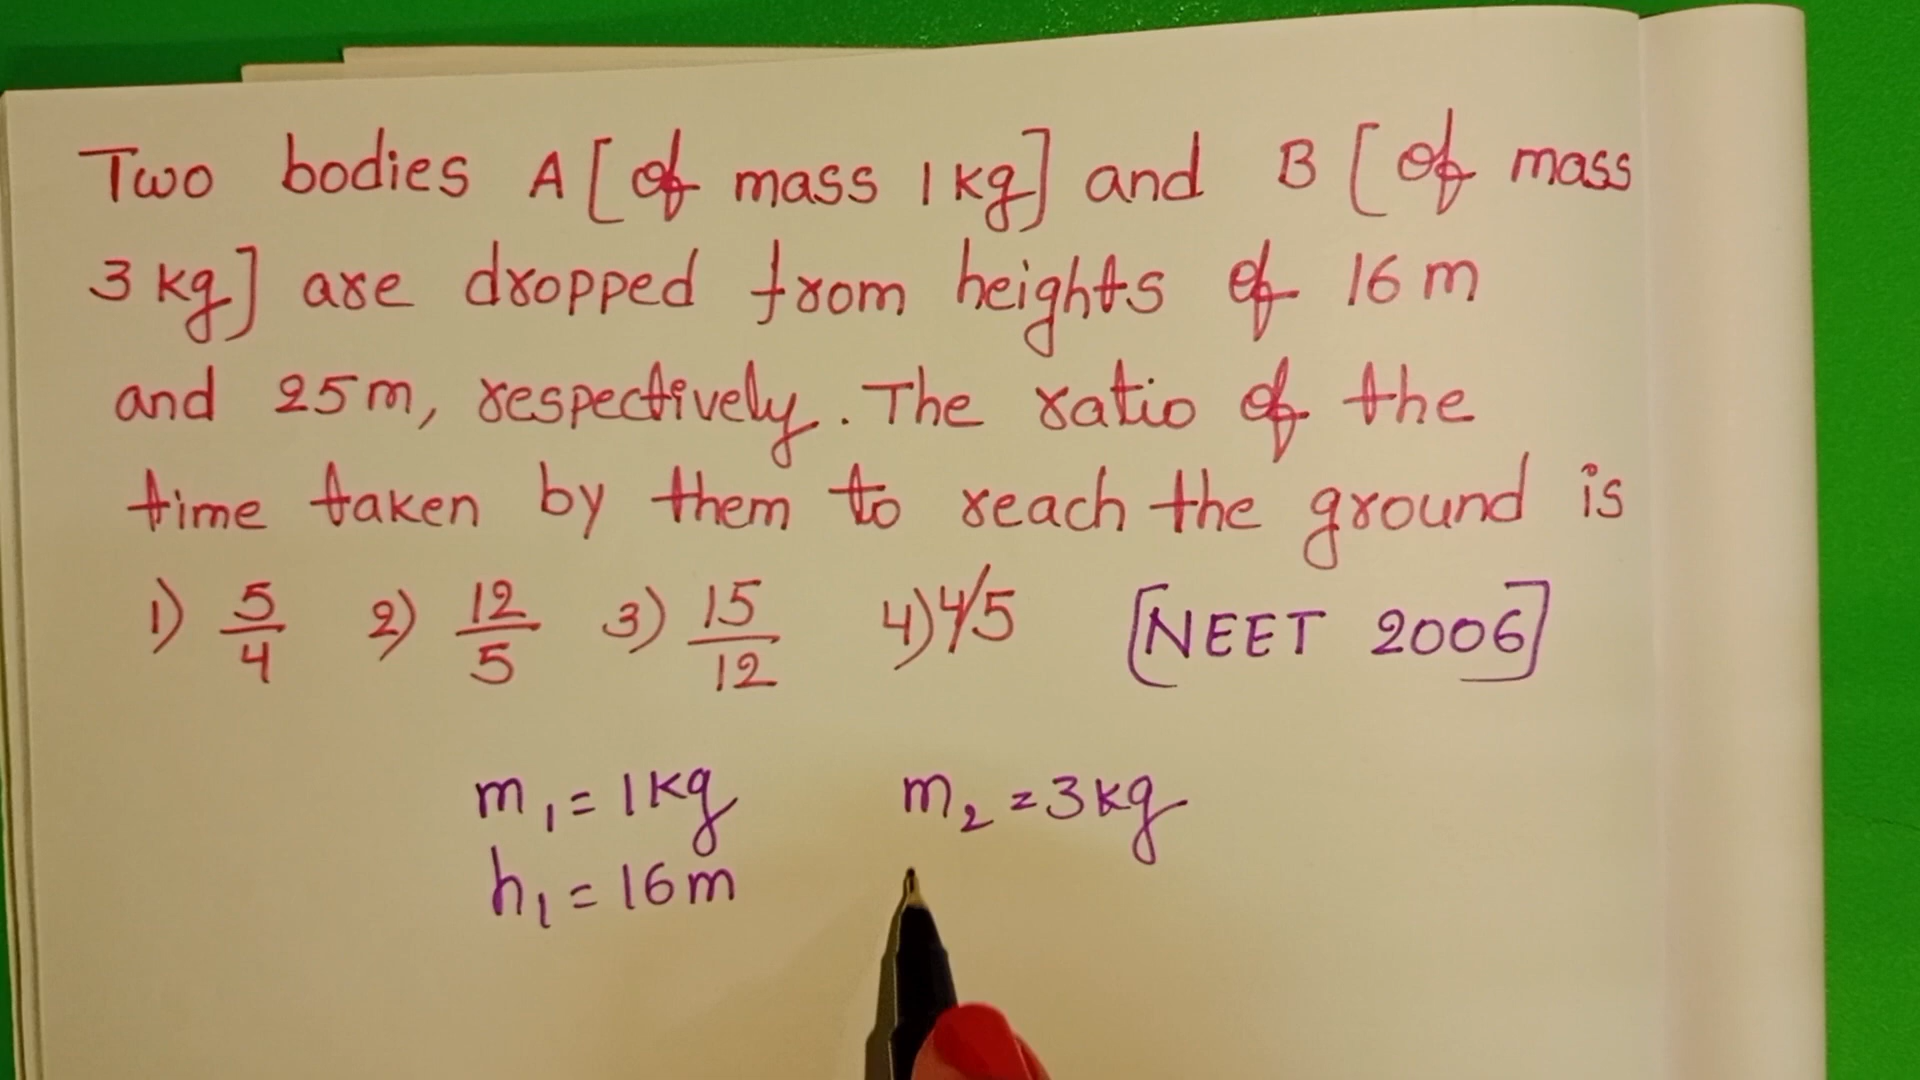 Two bodies A [of mass 1 kg] and B [of mass
3 kg] are dropped from heights of 16 m
and 25 m, respectively. The ratio of the
time taken by them to reach the ground is
1) 5/4 2) 12/5 3) 15/12 4) 4/5 [NEET 2006]
m₁ = 1 kg m₂ = 3 kg
h₁ = 16 m